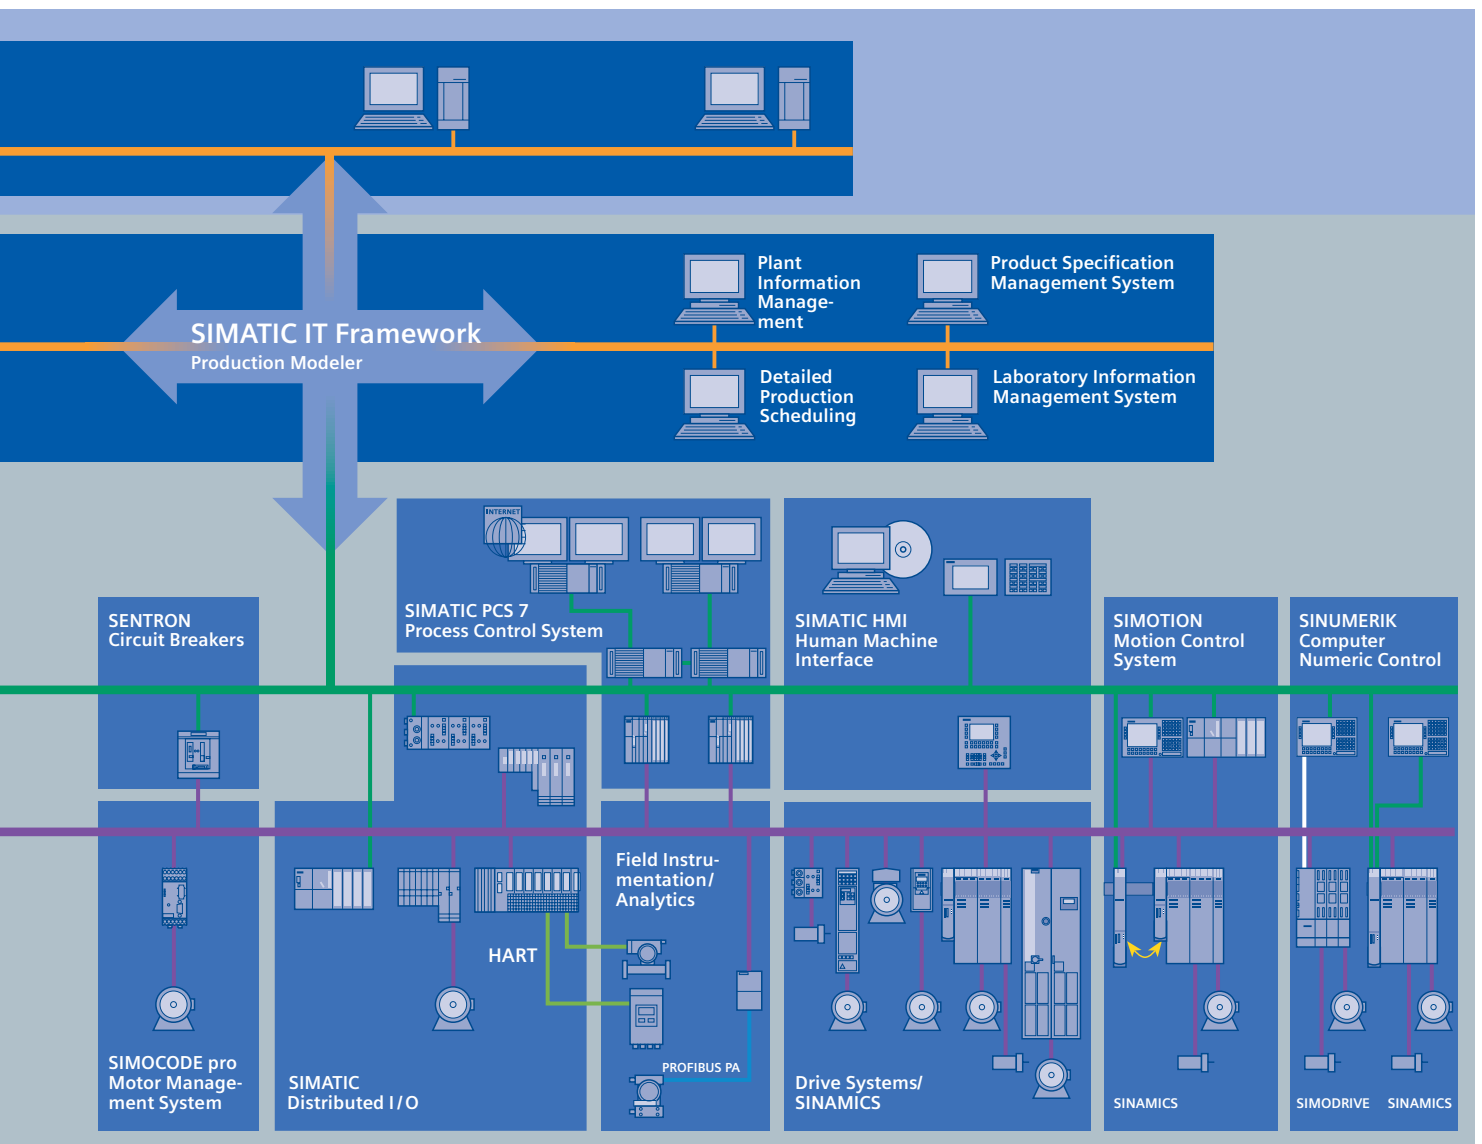 Plant
Information
Manage-
ment
Product Specification
Management System
SIMATIC IT Framework
Production Modeler
Detailed
Production
Scheduling
Laboratory Information
Management System
INTERNET
SIMATIC PCS 7
Process Control System
SENTRON
Circuit Breakers
SIMATIC HMI
Human Machine
Interface
SIMOTION
Motion Control
System
SINUMERIK
Computer
Numeric Control
Field Instru-
mentation/
Analytics
HART
PROFIBUS PA
SIMOCODE pro
Motor Manage-
ment System
SIMATIC
Distributed I/O
Drive Systems/
SINAMICS
SINAMICS
SIMODRIVE
SINAMICS